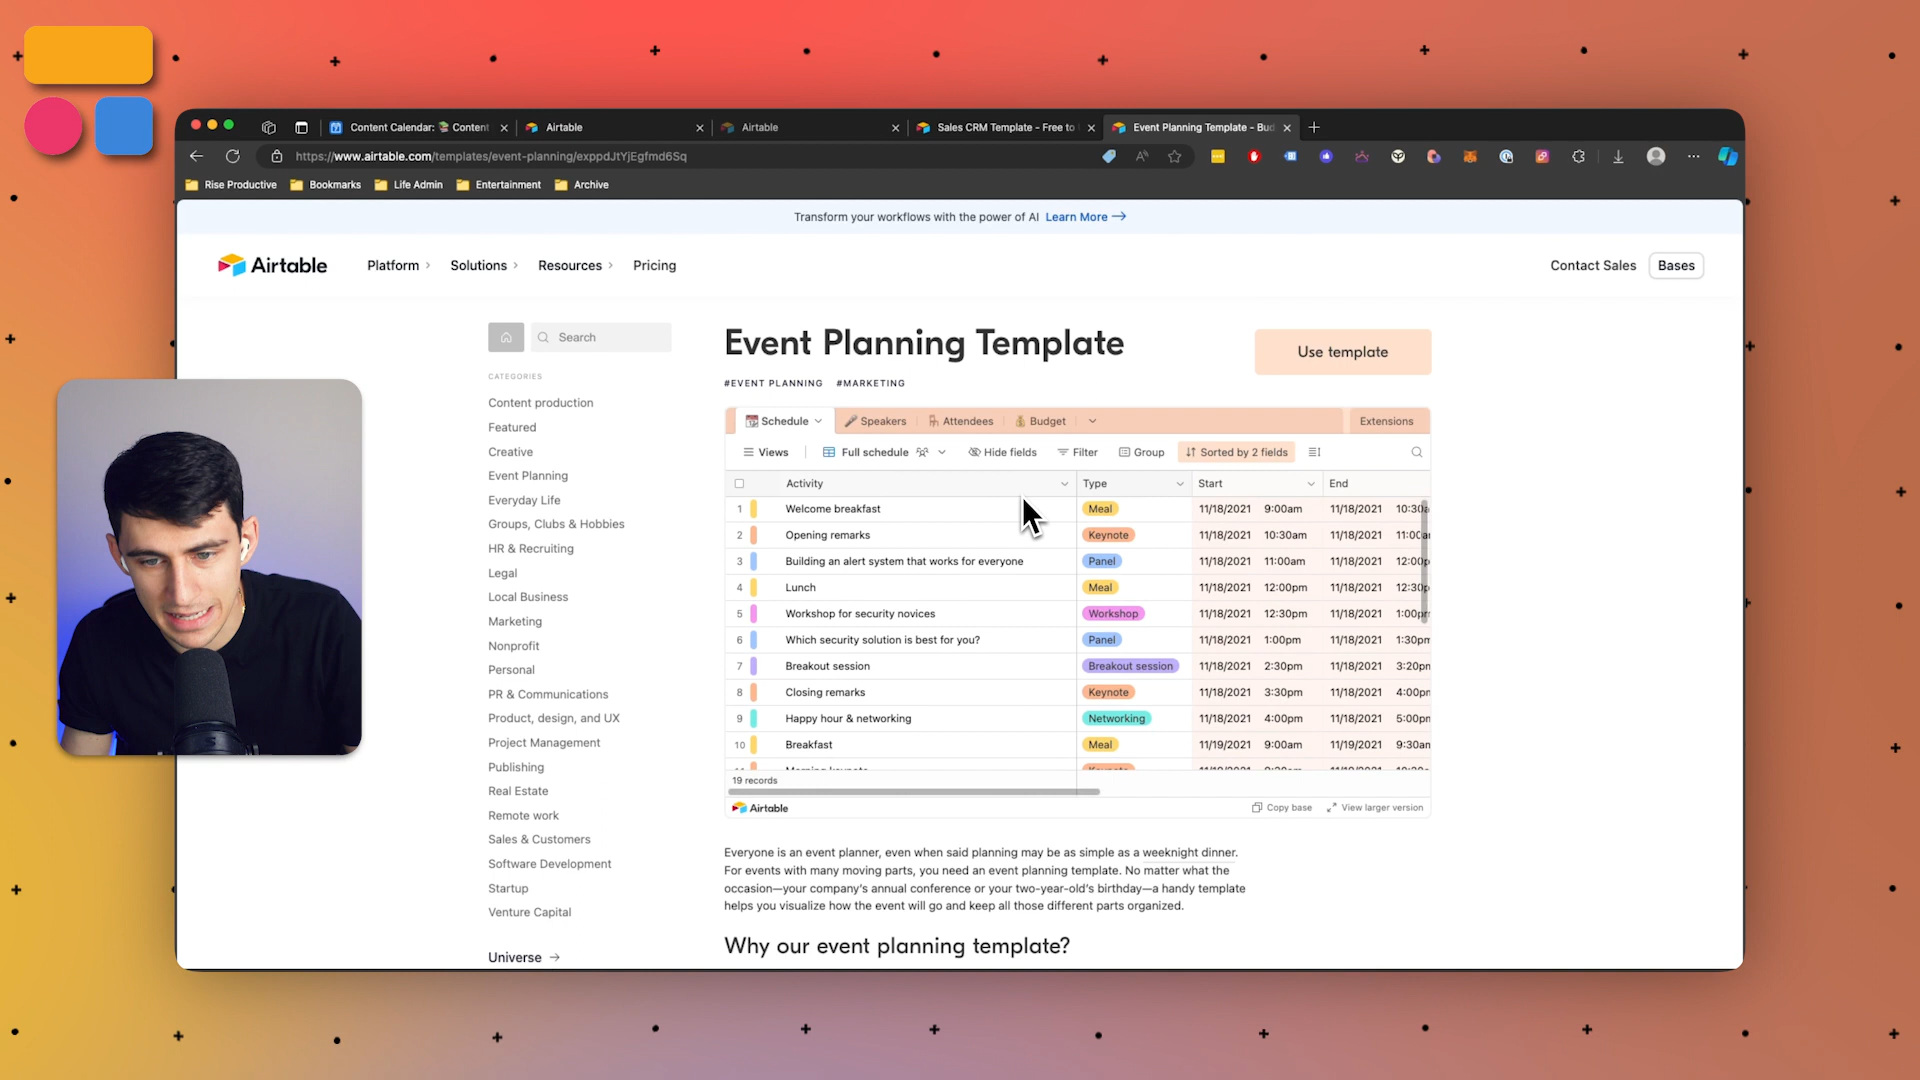 Content Calendar: 📚 Content
Airtable
Airtable
Sales CRM Template - Free to
Event Planning Template - Bud
https://www.airtable.com/templates/event-planning/exppdJtYjEgfmd6Sq
Rise Productive Bookmarks Life Admin Entertainment Archive
Transform your workflows with the power of AI Learn More →
Airtable Platform Solutions Resources Pricing Contact Sales Bases
Search
CATEGORIES
Content production
Featured
Creative
Event Planning
Everyday Life
Groups, Clubs & Hobbies
HR & Recruiting
Legal
Local Business
Marketing
Nonprofit
Personal
PR & Communications
Product, design, and UX
Project Management
Publishing
Real Estate
Remote work
Sales & Customers
Software Development
Startup
Venture Capital
Universe →
Event Planning Template
Use template
#EVENT PLANNING #MARKETING
Schedule Speakers Attendees Budget Extensions
Views Full schedule Hide fields Filter Group Sorted by 2 fields
Activity Type Start End
1 Welcome breakfast Meal 11/18/2021 9:00am 11/18/2021 10:30a
2 Opening remarks Keynote 11/18/2021 10:30am 11/18/2021 11:00a
3 Building an alert system that works for everyone Panel 11/18/2021 11:00am 11/18/2021 12:00p
4 Lunch Meal 11/18/2021 12:00pm 11/18/2021 12:30p
5 Workshop for security novices Workshop 11/18/2021 12:30pm 11/18/2021 1:00pm
6 Which security solution is best for you? Panel 11/18/2021 1:00pm 11/18/2021 1:30pm
7 Breakout session Breakout session 11/18/2021 2:30pm 11/18/2021 3:20pm
8 Closing remarks Keynote 11/18/2021 3:30pm 11/18/2021 4:00pm
9 Happy hour & networking Networking 11/18/2021 4:00pm 11/18/2021 5:00pm
10 Breakfast Meal 11/19/2021 9:00am 11/19/2021 9:30am
19 records
Airtable Copy base View larger version
Everyone is an event planner, even when said planning may be as simple as a weeknight dinner.
For events with many moving parts, you need an event planning template. No matter what the
occasion—your company's annual conference or your two-year-old's birthday—a handy template
helps you visualize how the event will go and keep all those different parts organized.
Why our event planning template?